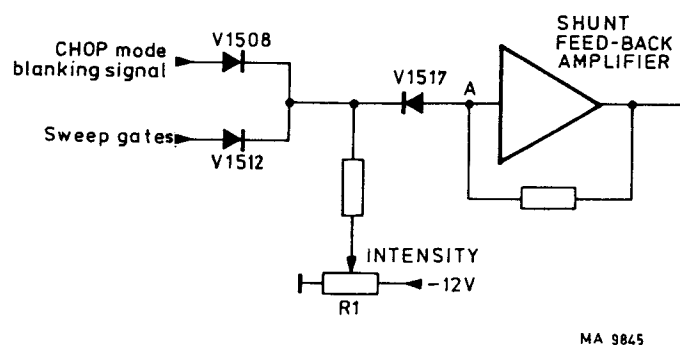 SHUNT
FEED-BACK
AMPLIFIER
CHOP mode
blanking signal
V1508
V1517
A
Sweep gates
V1512
INTENSITY
-12V
R1
MA 9845